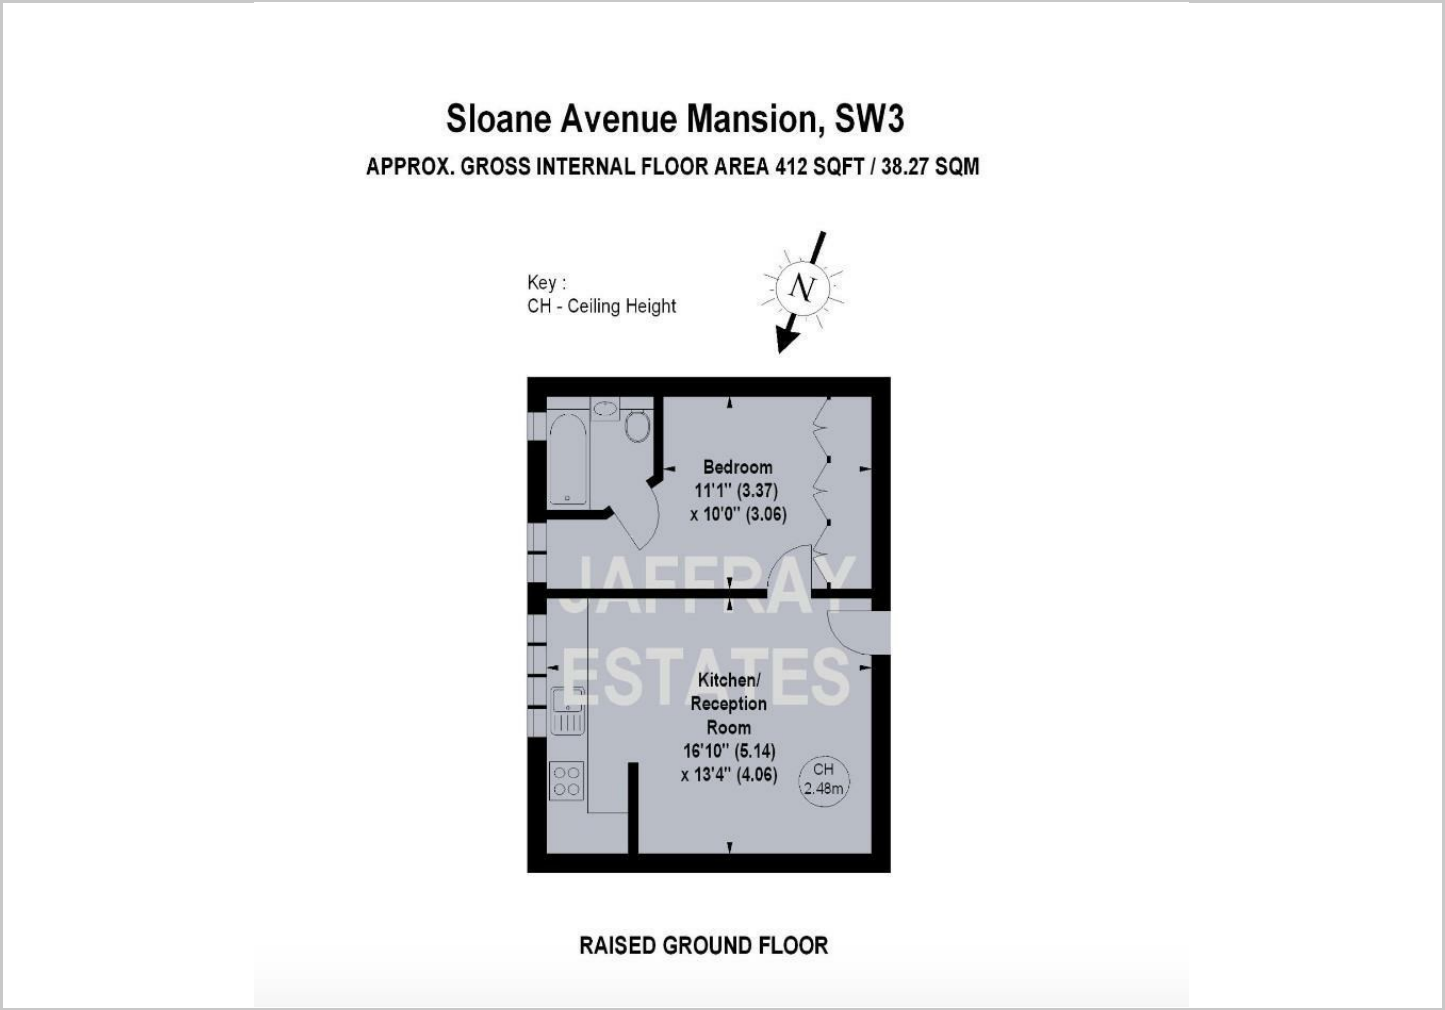 Sloane Avenue Mansion, SW3
APPROX. GROSS INTERNAL FLOOR AREA 412 SQFT / 38.27 SQM
Key :
CH - Ceiling Height
N
Bedroom
11'1" (3.37)
x 10'0" (3.06)
JAFFRAY
ESTATES
Kitchen/
Reception
Room
16'10" (5.14)
x 13'4" (4.06)
CH
2.48m
RAISED GROUND FLOOR